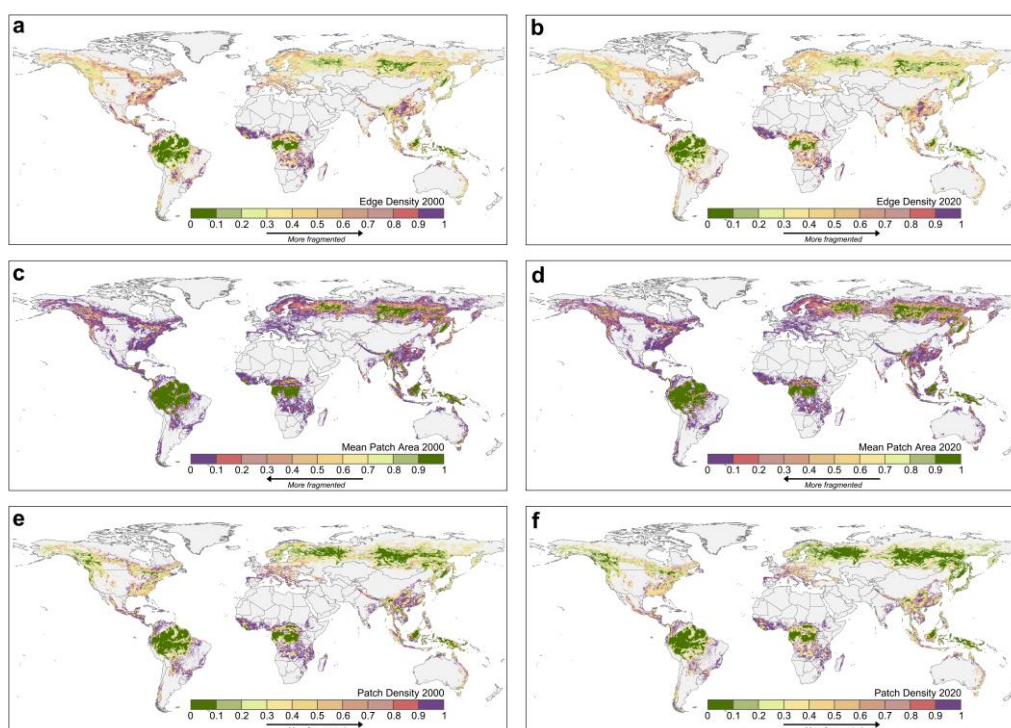 a
b
Edge Density 2000
0 0.1 0.2 0.3 0.4 0.5 0.6 0.7 0.8 0.9 1
More fragmented
Edge Density 2020
0 0.1 0.2 0.3 0.4 0.5 0.6 0.7 0.8 0.9 1
More fragmented
c
d
Mean Patch Area 2000
0 0.1 0.2 0.3 0.4 0.5 0.6 0.7 0.8 0.9 1
More fragmented
Mean Patch Area 2020
0 0.1 0.2 0.3 0.4 0.5 0.6 0.7 0.8 0.9 1
More fragmented
e
f
Patch Density 2000
0 0.1 0.2 0.3 0.4 0.5 0.6 0.7 0.8 0.9 1
Patch Density 2020
0 0.1 0.2 0.3 0.4 0.5 0.6 0.7 0.8 0.9 1